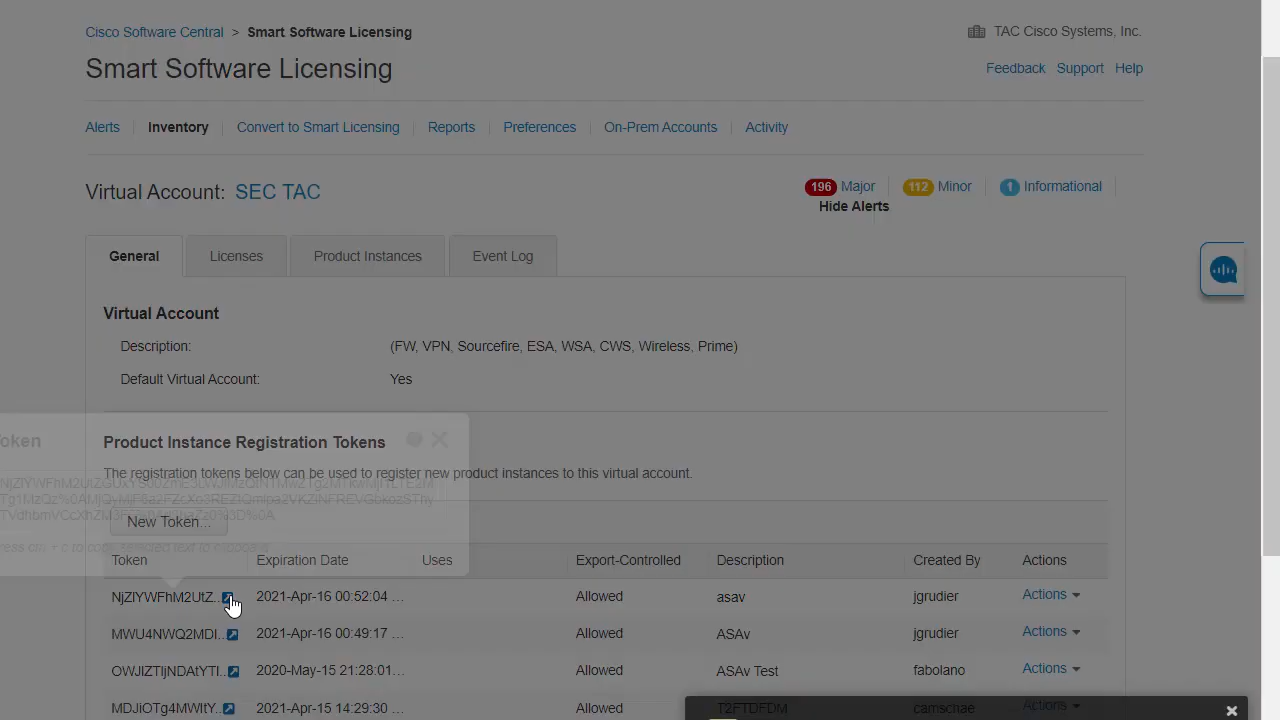 Cisco Software Central > Smart Software Licensing
TAC Cisco Systems, Inc.
Smart Software Licensing
Feedback Support Help
Alerts Inventory Convert to Smart Licensing Reports Preferences On-Prem Accounts Activity
Virtual Account: SEC TAC
196 Major 112 Minor 1 Informational
Hide Alerts
General Licenses Product Instances Event Log
Virtual Account
Description: (FW, VPN, Sourcefire, ESA, WSA, CWS, Wireless, Prime)
Default Virtual Account: Yes
Product Instance Registration Tokens
The registration tokens below can be used to register new product instances to this virtual account.
New Token...
Token Expiration Date Uses Export-Controlled Description Created By Actions
2021-Apr-16 00:52:04 ... Allowed asav jgrudier Actions
2021-Apr-16 00:49:17 ... Allowed ASAv jgrudier Actions
2020-May-15 21:28:01... Allowed ASAv Test fabolano Actions
2021-Apr-15 14:29:30 ... Allowed T2FTDFDM camschae Actions